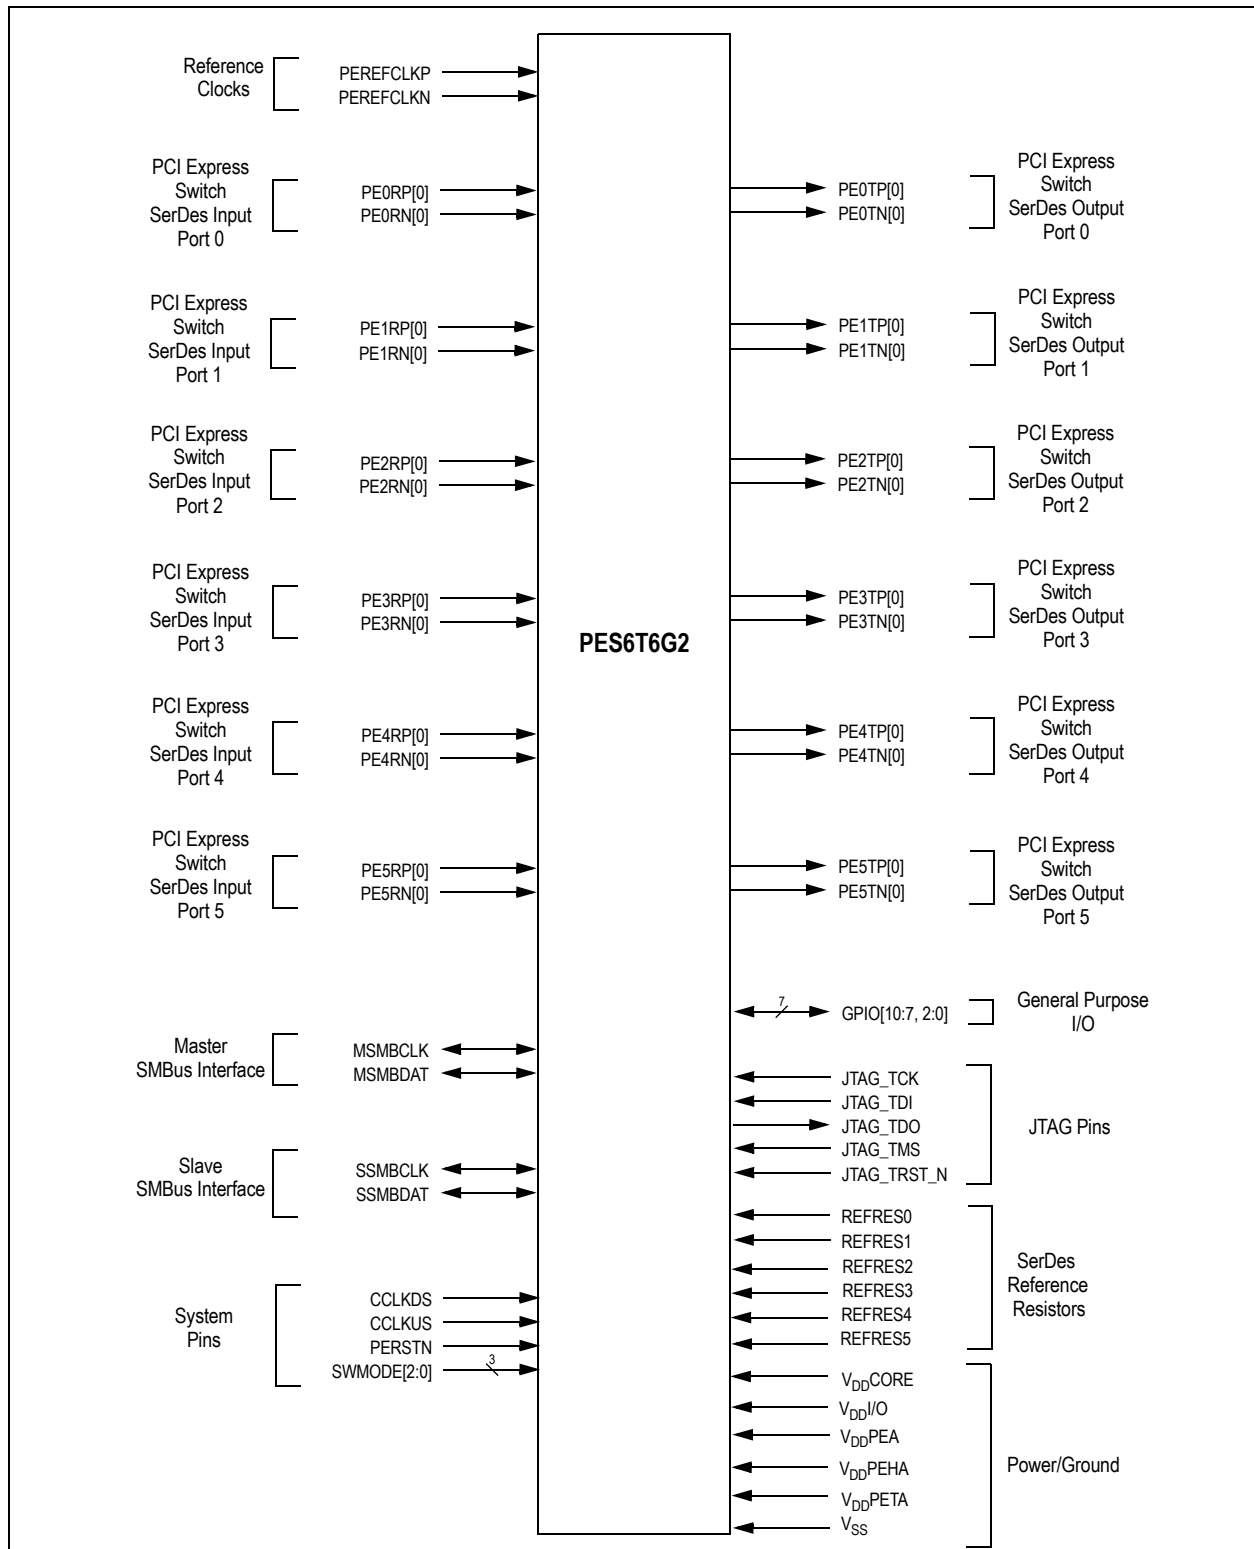 Reference
Clocks
PEREFCLKP
PEREFCLKN
PCI Express
Switch
SerDes Input
Port 0
PE0RP[0]
PE0RN[0]
PE0TP[0]
PE0TN[0]
PCI Express
Switch
SerDes Output
Port 0
PCI Express
Switch
SerDes Input
Port 1
PE1RP[0]
PE1RN[0]
PE1TP[0]
PE1TN[0]
PCI Express
Switch
SerDes Output
Port 1
PCI Express
Switch
SerDes Input
Port 2
PE2RP[0]
PE2RN[0]
PE2TP[0]
PE2TN[0]
PCI Express
Switch
SerDes Output
Port 2
PCI Express
Switch
SerDes Input
Port 3
PE3RP[0]
PE3RN[0]
PES6T6G2
PE3TP[0]
PE3TN[0]
PCI Express
Switch
SerDes Output
Port 3
PCI Express
Switch
SerDes Input
Port 4
PE4RP[0]
PE4RN[0]
PE4TP[0]
PE4TN[0]
PCI Express
Switch
SerDes Output
Port 4
PCI Express
Switch
SerDes Input
Port 5
PE5RP[0]
PE5RN[0]
PE5TP[0]
PE5TN[0]
PCI Express
Switch
SerDes Output
Port 5
7
GPIO[10:7, 2:0]
General Purpose
I/O
Master
SMBus Interface
MSMBCLK
MSMBDAT
JTAG_TCK
JTAG_TDI
JTAG_TDO
JTAG_TMS
JTAG_TRST_N
JTAG Pins
Slave
SMBus Interface
SSMBCLK
SSMBDAT
REFRES0
REFRES1
REFRES2
REFRES3
REFRES4
REFRES5
SerDes
Reference
Resistors
System
Pins
CCLKDS
CCLKUS
PERSTN
SWMODE[2:0]
3
VDDCORE
VDDI/O
VDDPEA
VDDPEHA
VDDPETA
VSS
Power/Ground